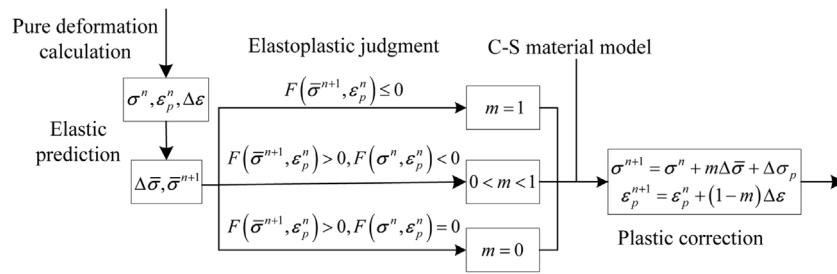 Pure deformation
calculation
Elastoplastic judgment
C-S material model
σⁿ, εₚⁿ, Δε
F(σ̄ⁿ⁺¹, εₚⁿ) ≤ 0
m = 1
Elastic
prediction
F(σ̄ⁿ⁺¹, εₚⁿ) > 0, F(σⁿ, εₚⁿ) < 0
Δσ̄, σ̄ⁿ⁺¹
0 < m < 1
σⁿ⁺¹ = σⁿ + mΔσ̄ + Δσₚ
εₚⁿ⁺¹ = εₚⁿ + (1 − m)Δε
F(σ̄ⁿ⁺¹, εₚⁿ) > 0, F(σⁿ, εₚⁿ) = 0
m = 0
Plastic correction